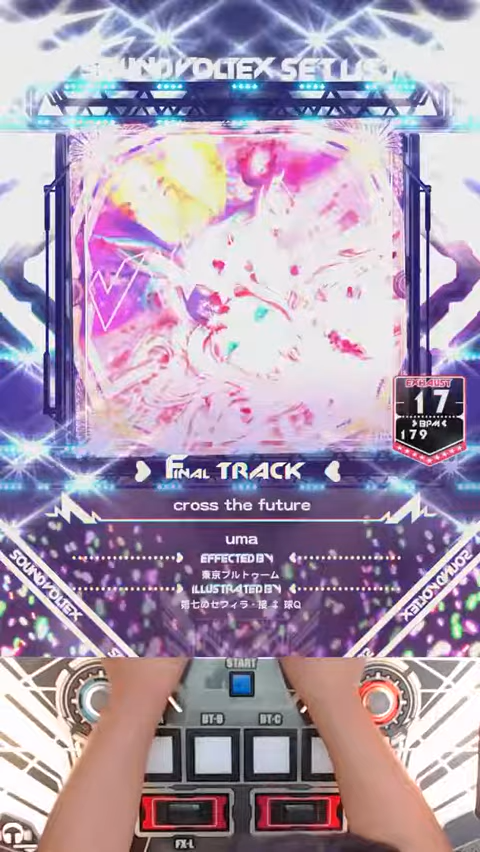 SOUND VOLTEX SET LIST
EXHAUST
17
BPM
179
FINAL TRACK
cross the future
uma
EFFECTED BY
東京プルトゥーム
ILLUSTRATED BY
SOUND VOLTEX
SOUND VOLTEX
START
BT-B
BT-C
FX-L